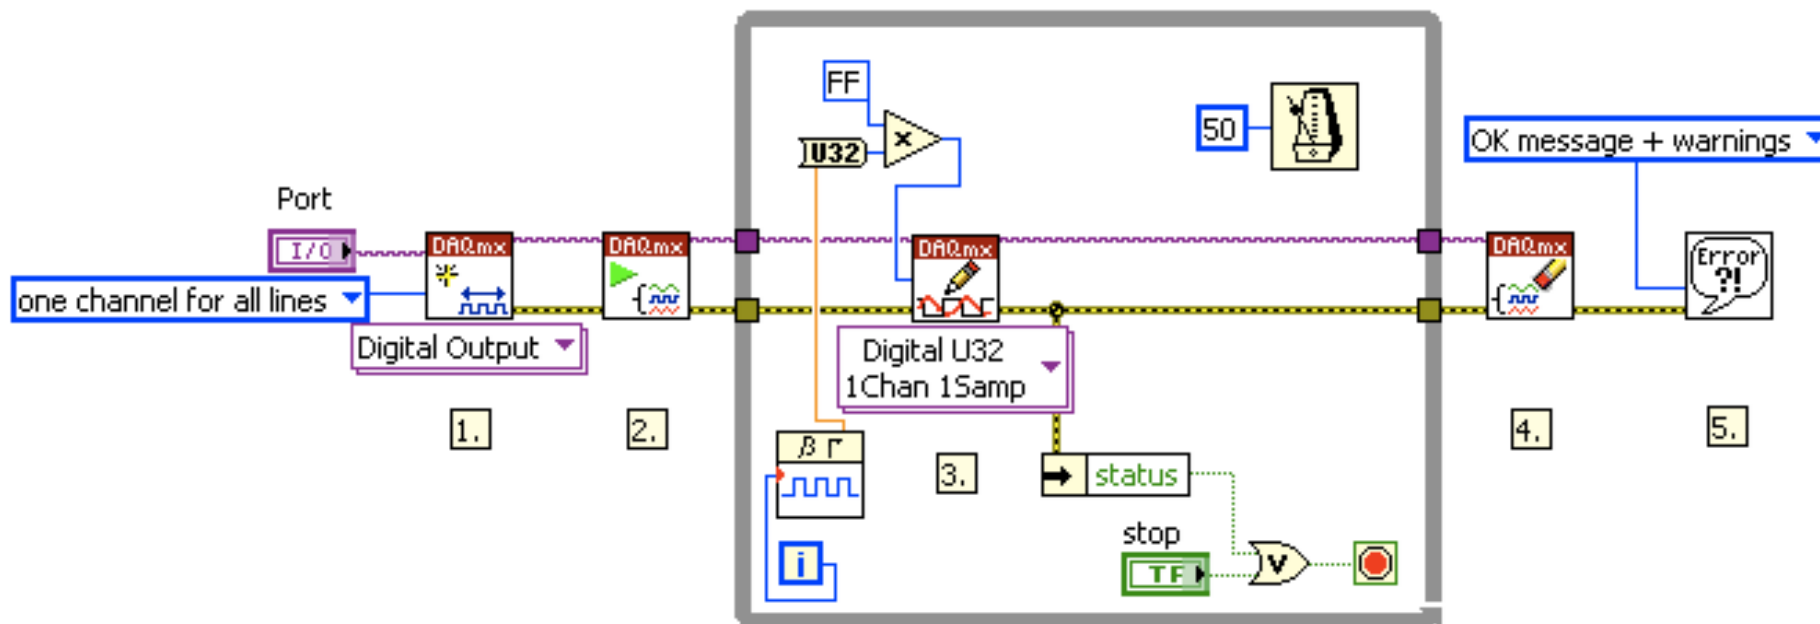 FF
x
U32
50
OK message + warnings
Port
I/O
DAQmx
DAQmx
DAQmx
DAQmx
Error
?!
one channel for all lines
Digital Output
Digital U32
1Chan 1Samp
1.
2.
3.
4.
5.
β Γ
status
stop
TF
V
i